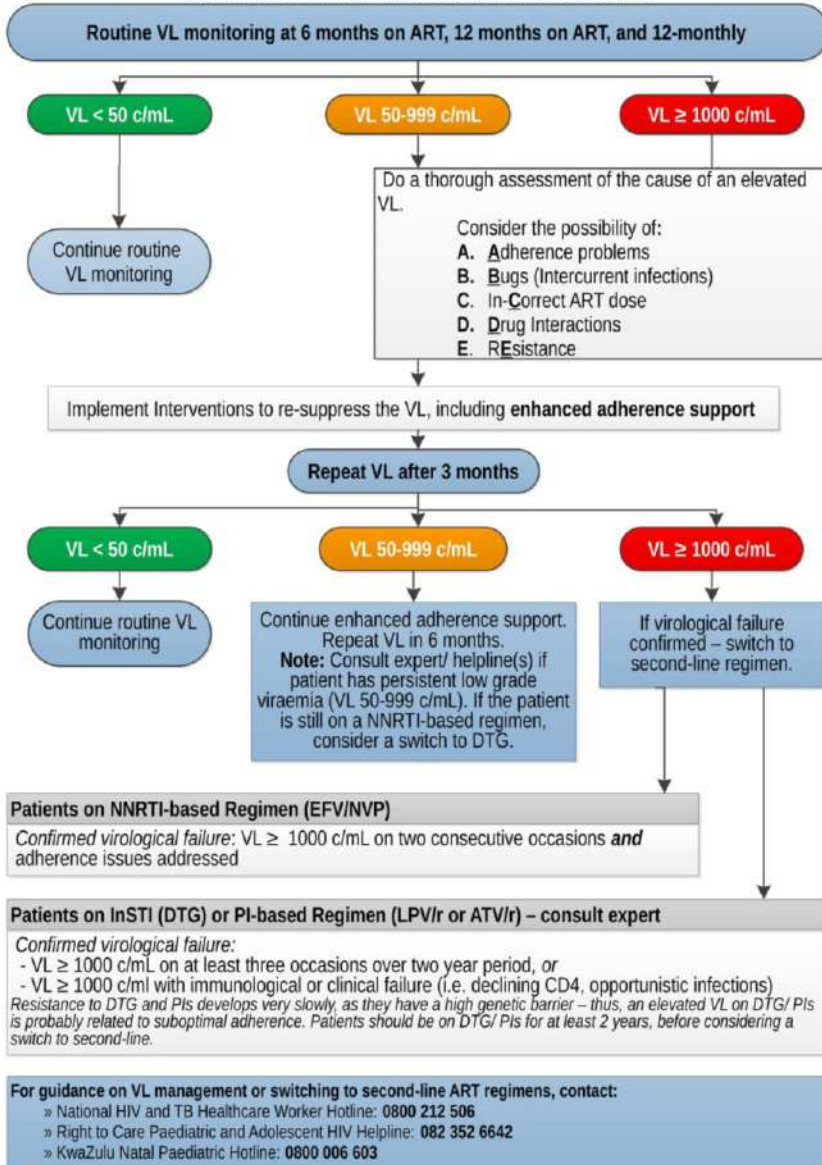 Routine VL monitoring at 6 months on ART, 12 months on ART, and 12-monthly
VL < 50 c/mL
VL 50-999 c/mL
VL ≥ 1000 c/mL
Do a thorough assessment of the cause of an elevated
VL.
Consider the possibility of:
A. Adherence problems
B. Bugs (Intercurrent infections)
C. In-Correct ART dose
D. Drug Interactions
E. REsistance
Continue routine
VL monitoring
Implement Interventions to re-suppress the VL, including enhanced adherence support
Repeat VL after 3 months
VL < 50 c/mL
VL 50-999 c/mL
VL ≥ 1000 c/mL
Continue routine VL
monitoring
Continue enhanced adherence support.
Repeat VL in 6 months.
Note: Consult expert/ helpline(s) if
patient has persistent low grade
viraemia (VL 50-999 c/mL). If the patient
is still on a NNRTI-based regimen,
consider a switch to DTG.
If virological failure
confirmed – switch to
second-line regimen.
Patients on NNRTI-based Regimen (EFV/NVP)
Confirmed virological failure: VL ≥ 1000 c/mL on two consecutive occasions and
adherence issues addressed
Patients on InSTI (DTG) or PI-based Regimen (LPV/r or ATV/r) – consult expert
Confirmed virological failure:
- VL ≥ 1000 c/mL on at least three occasions over two year period, or
- VL ≥ 1000 c/ml with immunological or clinical failure (i.e. declining CD4, opportunistic infections)
Resistance to DTG and PIs develops very slowly, as they have a high genetic barrier – thus, an elevated VL on DTG/ PIs
is probably related to suboptimal adherence. Patients should be on DTG/ PIs for at least 2 years, before considering a
switch to second-line.
For guidance on VL management or switching to second-line ART regimens, contact:
» National HIV and TB Healthcare Worker Hotline: 0800 212 506
» Right to Care Paediatric and Adolescent HIV Helpline: 082 352 6642
» KwaZulu Natal Paediatric Hotline: 0800 006 603